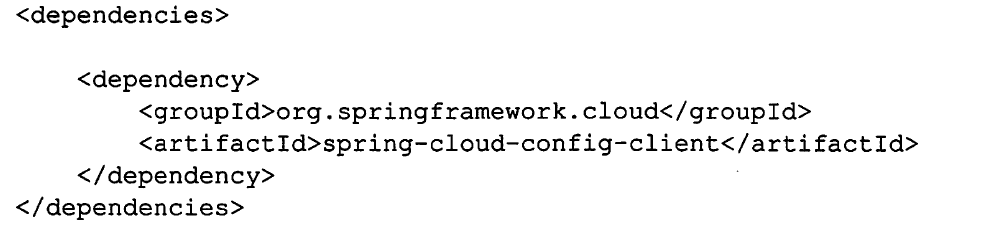 <dependencies>
<dependency>
<groupId>org.springframework.cloud</groupId>
<artifactId>spring-cloud-config-client</artifactId>
</dependency>
</dependencies>